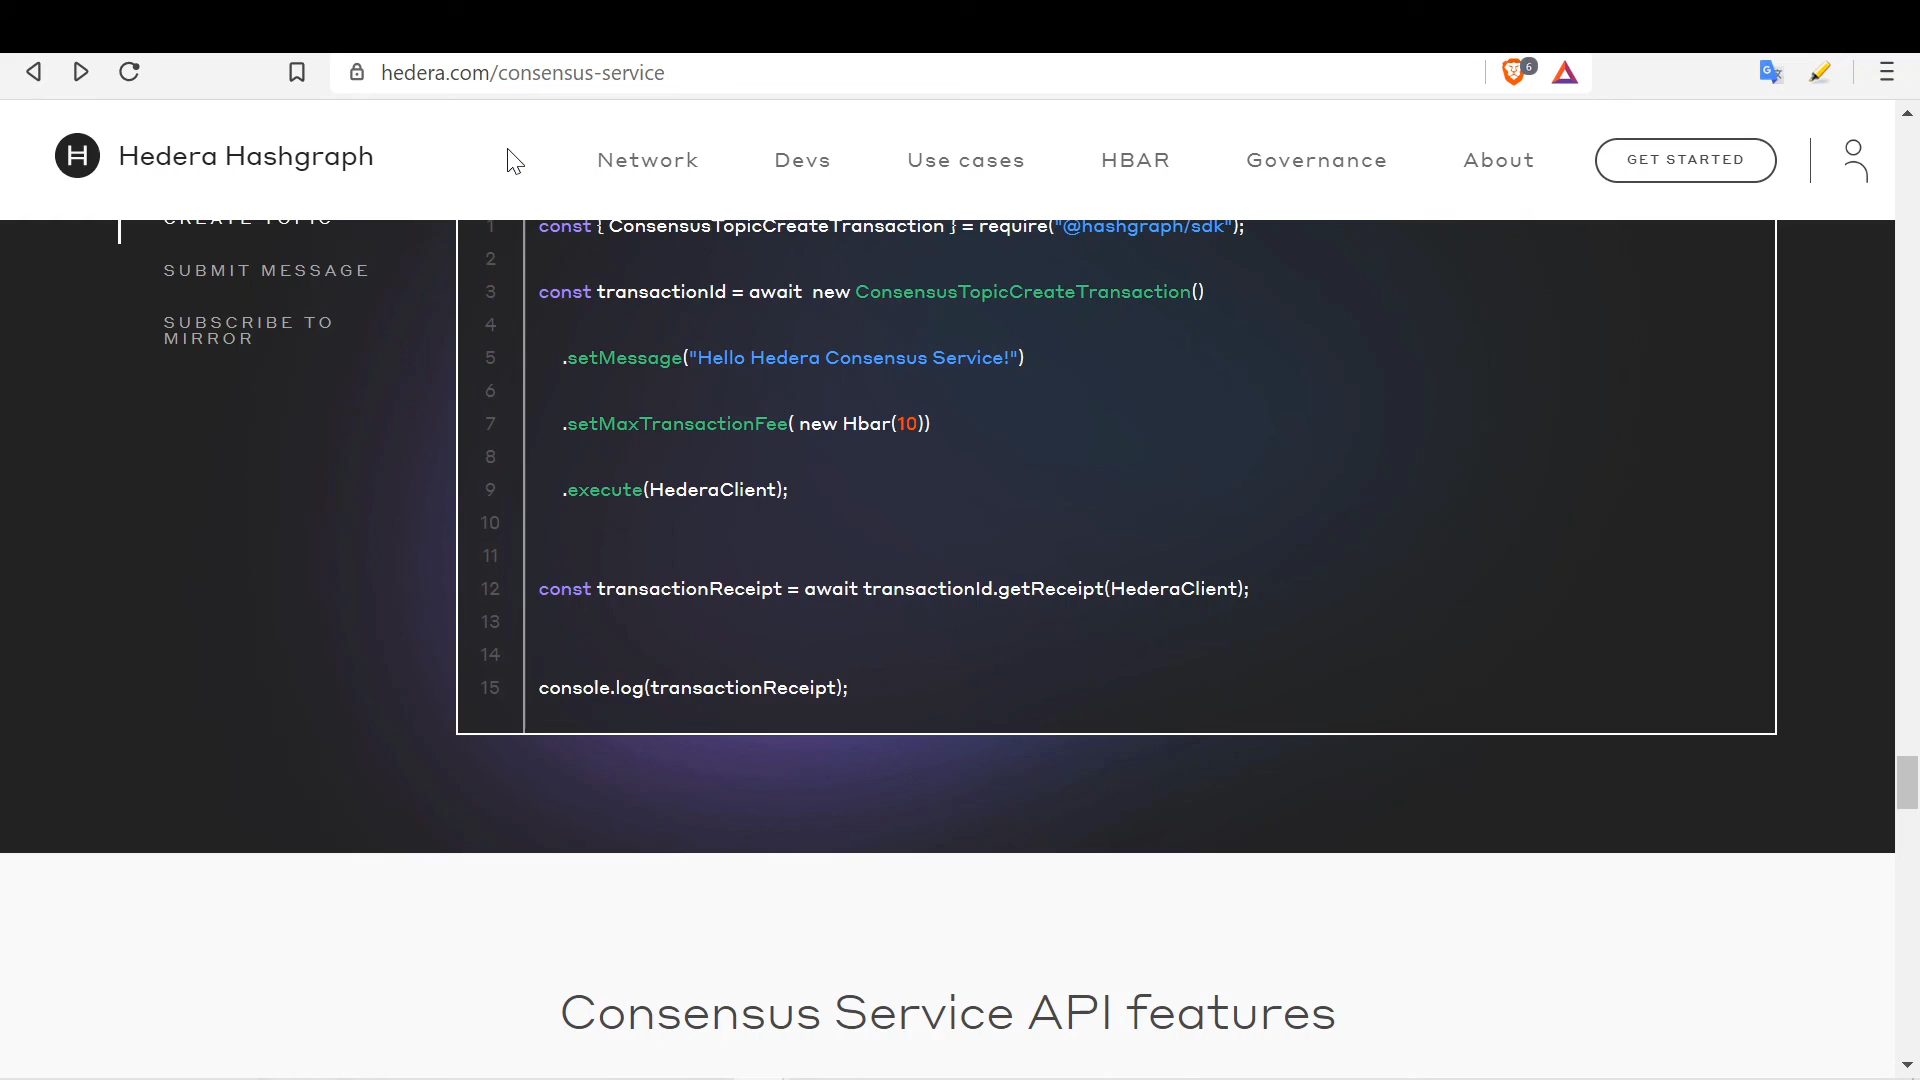 hedera.com/consensus-service
6
Hedera Hashgraph
Network
Devs
Use cases
HBAR
Governance
About
GET STARTED
CREATE TOPIC
SUBMIT MESSAGE
SUBSCRIBE TO
MIRROR
1 const { ConsensusTopicCreateTransaction } = require("@hashgraph/sdk");
2
3 const transactionId = await new ConsensusTopicCreateTransaction()
4
5 .setMessage("Hello Hedera Consensus Service!")
6
7 .setMaxTransactionFee( new Hbar(10))
8
9 .execute(HederaClient);
10
11
12 const transactionReceipt = await transactionId.getReceipt(HederaClient);
13
14
15 console.log(transactionReceipt);
Consensus Service API features